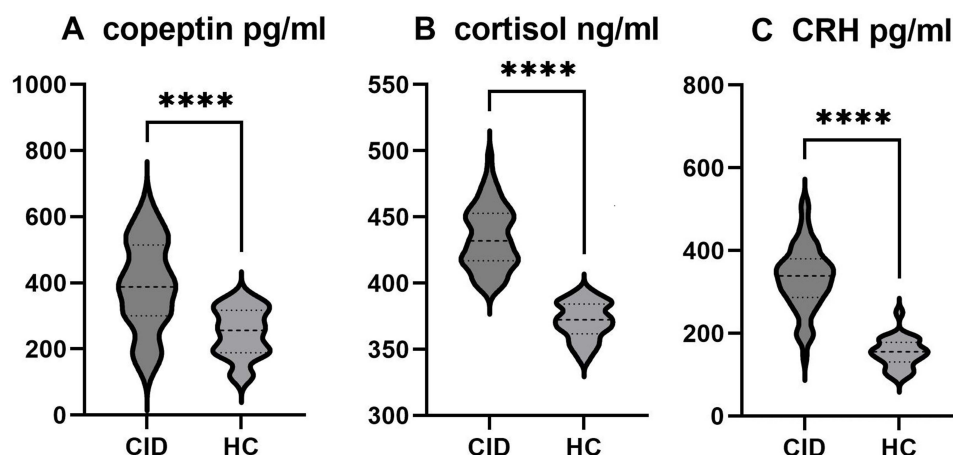 A copeptin pg/ml
1000
800
600
400
200
0
****
CID
HC
B cortisol ng/ml
550
500
450
400
350
300
****
CID
HC
C CRH pg/ml
800
600
400
200
0
****
CID
HC